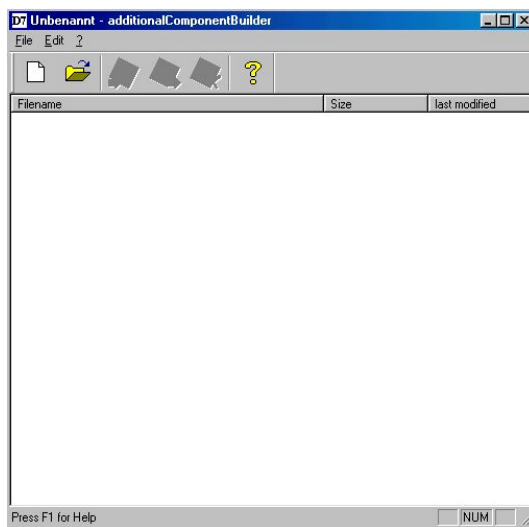 D7 Unbenannt - additionalComponentBuilder
File Edit ?
Filename Size last modified
Press F1 for Help NUM